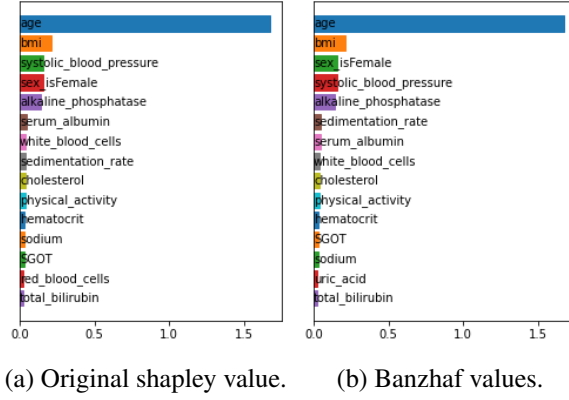 age
bmi
systolic_blood_pressure
sex_isFemale
alkaline_phosphatase
serum_albumin
white_blood_cells
sedimentation_rate
cholesterol
physical_activity
hematocrit
sodium
SGOT
red_blood_cells
total_bilirubin
0.0 0.5 1.0 1.5
(a) Original shapley value.
age
bmi
sex_isFemale
systolic_blood_pressure
alkaline_phosphatase
sedimentation_rate
serum_albumin
white_blood_cells
cholesterol
physical_activity
hematocrit
SGOT
sodium
uric_acid
total_bilirubin
0.0 0.5 1.0 1.5
(b) Banzhaf values.